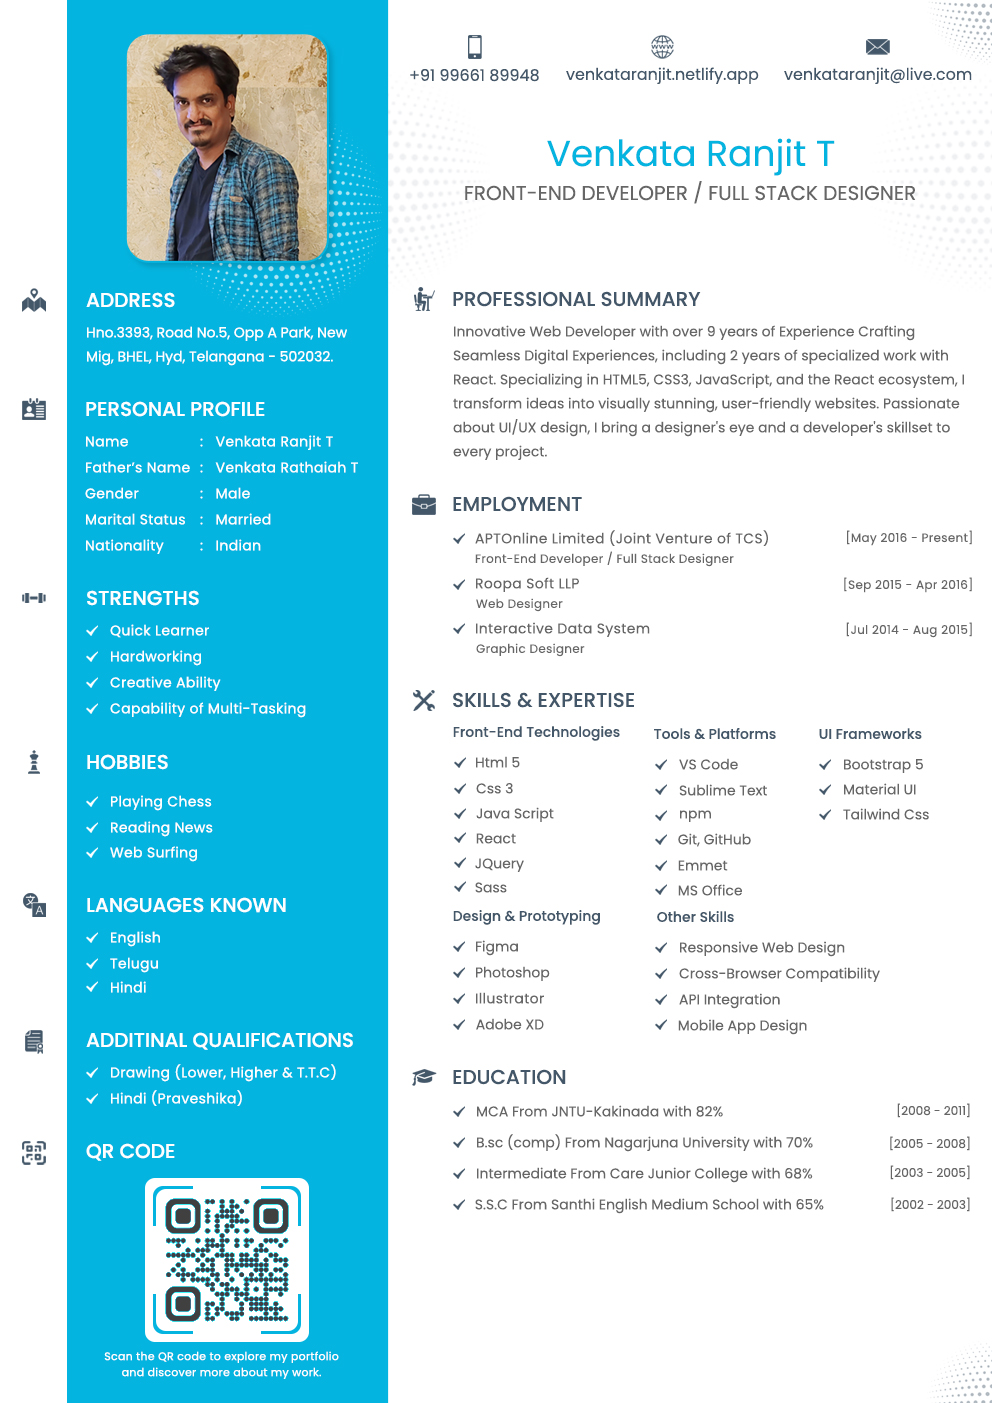 +91 99661 89948
venkataranjit.netlify.app
venkataranjit@live.com
Venkata Ranjit T
FRONT-END DEVELOPER / FULL STACK DESIGNER
ADDRESS
Hno.3393, Road No.5, Opp A Park, New
Mig, BHEL, Hyd, Telangana - 502032.
PERSONAL PROFILE
Name : Venkata Ranjit T
Father's Name : Venkata Rathaiah T
Gender : Male
Marital Status : Married
Nationality : Indian
STRENGTHS
Quick Learner
Hardworking
Creative Ability
Capability of Multi-Tasking
HOBBIES
Playing Chess
Reading News
Web Surfing
LANGUAGES KNOWN
English
Telugu
Hindi
ADDITINAL QUALIFICATIONS
Drawing (Lower, Higher & T.T.C)
Hindi (Praveshika)
QR CODE
Scan the QR code to explore my portfolio
and discover more about my work.
PROFESSIONAL SUMMARY
Innovative Web Developer with over 9 years of Experience Crafting
Seamless Digital Experiences, including 2 years of specialized work with
React. Specializing in HTML5, CSS3, JavaScript, and the React ecosystem, I
transform ideas into visually stunning, user-friendly websites. Passionate
about UI/UX design, I bring a designer's eye and a developer's skillset to
every project.
EMPLOYMENT
APTOnline Limited (Joint Venture of TCS) [May 2016 - Present]
Front-End Developer / Full Stack Designer
Roopa Soft LLP [Sep 2015 - Apr 2016]
Web Designer
Interactive Data System [Jul 2014 - Aug 2015]
Graphic Designer
SKILLS & EXPERTISE
Front-End Technologies
Html 5
Css 3
Java Script
React
JQuery
Sass
Tools & Platforms
VS Code
Sublime Text
npm
Git, GitHub
Emmet
MS Office
UI Frameworks
Bootstrap 5
Material UI
Tailwind Css
Design & Prototyping
Figma
Photoshop
Illustrator
Adobe XD
Other Skills
Responsive Web Design
Cross-Browser Compatibility
API Integration
Mobile App Design
EDUCATION
MCA From JNTU-Kakinada with 82% [2008 - 2011]
B.sc (comp) From Nagarjuna University with 70% [2005 - 2008]
Intermediate From Care Junior College with 68% [2003 - 2005]
S.S.C From Santhi English Medium School with 65% [2002 - 2003]